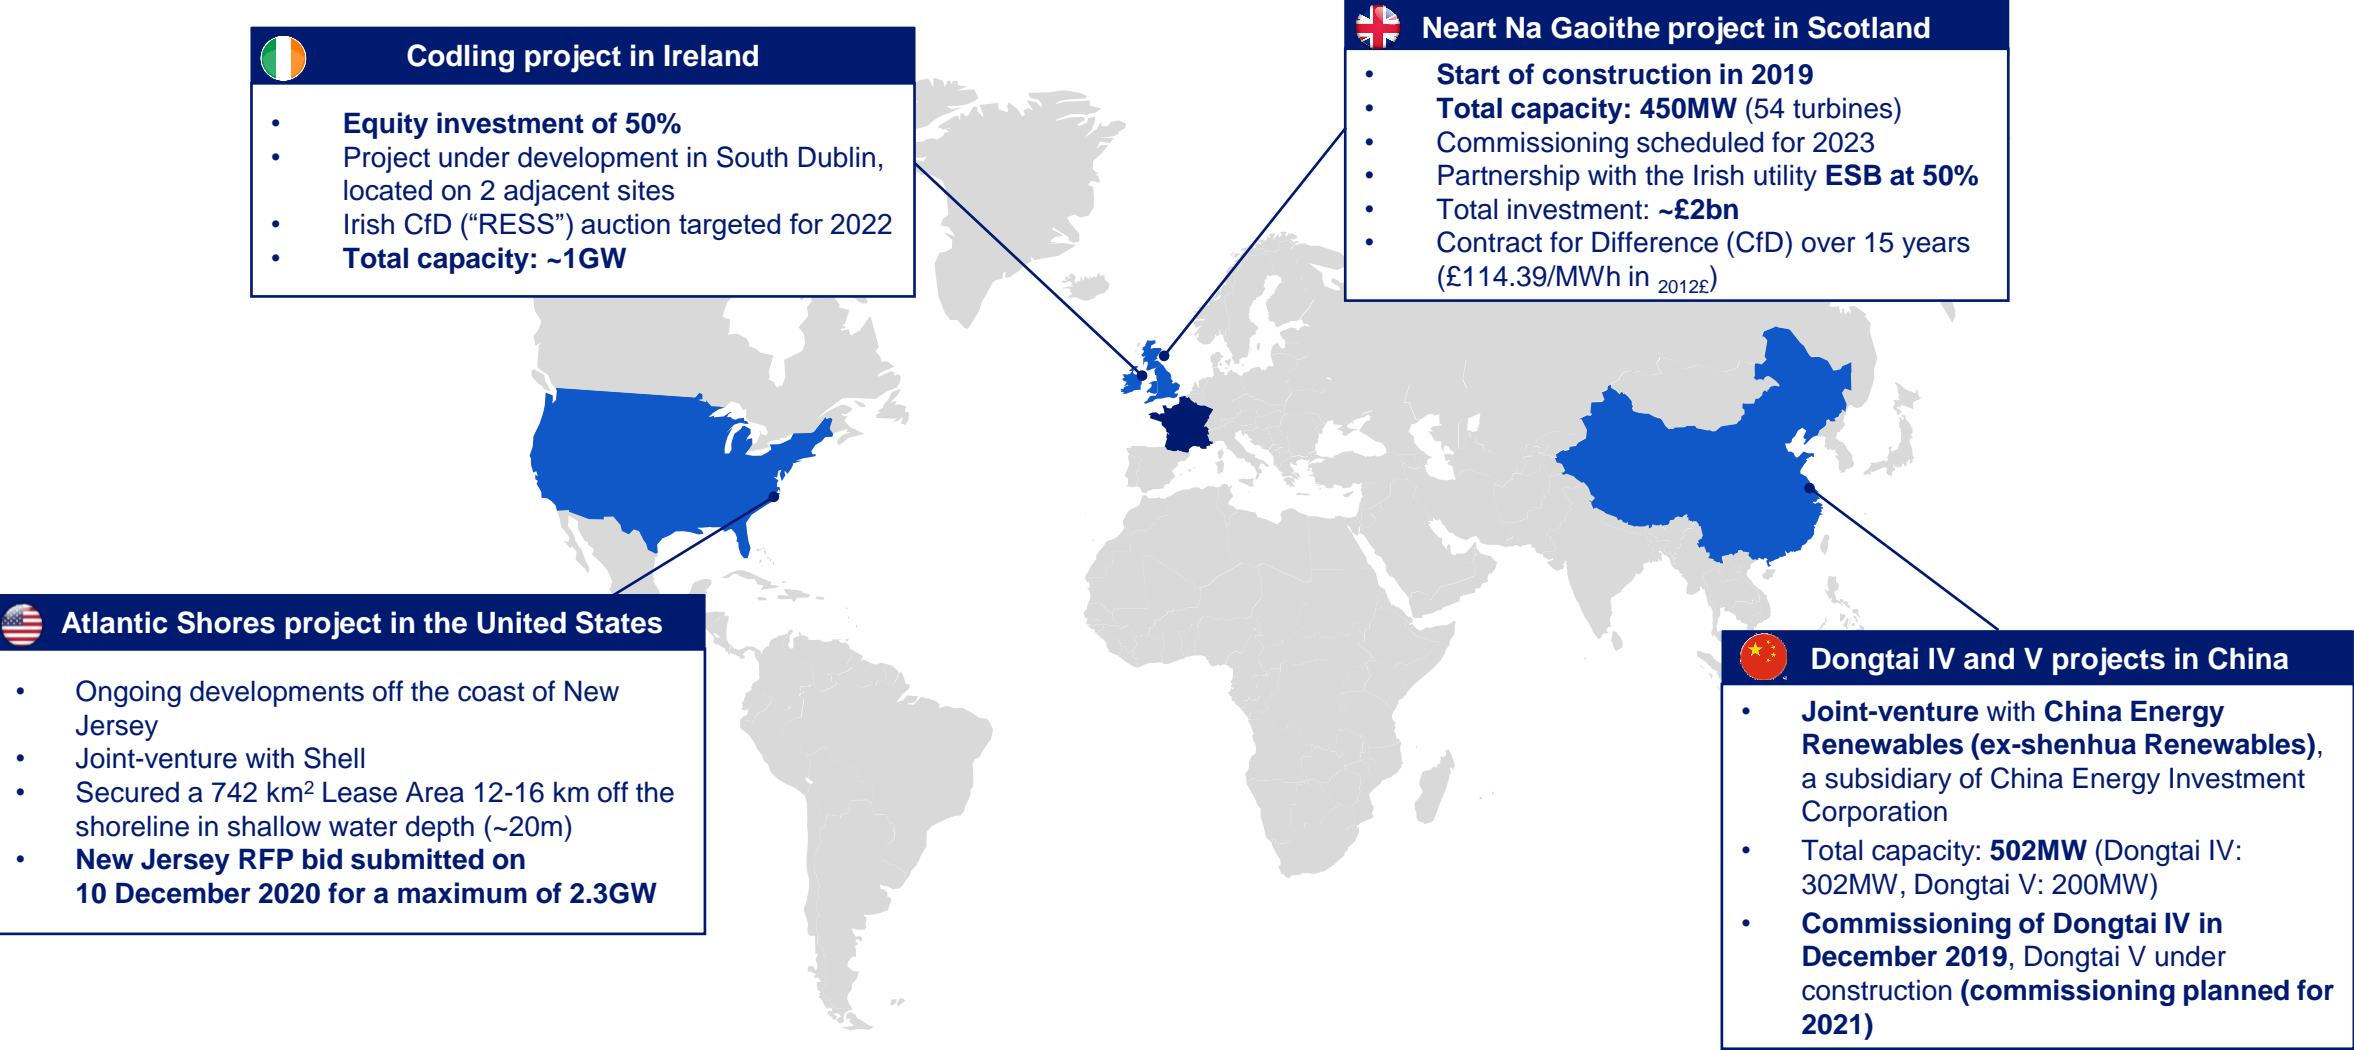 Codling project in Ireland
• Equity investment of 50%
• Project under development in South Dublin,
located on 2 adjacent sites
• Irish CfD (“RESS”) auction targeted for 2022
• Total capacity: ~1GW
Neart Na Gaoithe project in Scotland
• Start of construction in 2019
• Total capacity: 450MW (54 turbines)
• Commissioning scheduled for 2023
• Partnership with the Irish utility ESB at 50%
• Total investment: ~£2bn
• Contract for Difference (CfD) over 15 years
(£114.39/MWh in 2012£)
Atlantic Shores project in the United States
• Ongoing developments off the coast of New
Jersey
• Joint-venture with Shell
• Secured a 742 km² Lease Area 12-16 km off the
shoreline in shallow water depth (~20m)
• New Jersey RFP bid submitted on
10 December 2020 for a maximum of 2.3GW
Dongtai IV and V projects in China
• Joint-venture with China Energy
Renewables (ex-shenhua Renewables),
a subsidiary of China Energy Investment
Corporation
• Total capacity: 502MW (Dongtai IV:
302MW, Dongtai V: 200MW)
• Commissioning of Dongtai IV in
December 2019, Dongtai V under
construction (commissioning planned for
2021)